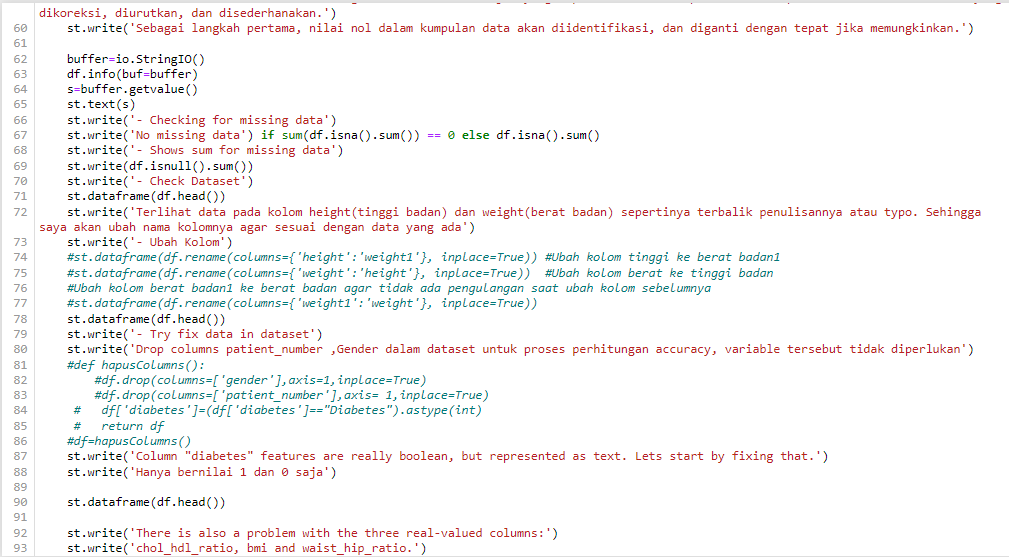 dikoreksi, diurutkan, dan disederhanakan.')
60 st.write('Sebagai langkah pertama, nilai nol dalam kumpulan data akan diidentifikasi, dan diganti dengan tepat jika memungkinkan.')
61
62 buffer=io.StringIO()
63 df.info(buf=buffer)
64 s=buffer.getvalue()
65 st.text(s)
66 st.write('- Checking for missing data')
67 st.write('No missing data') if sum(df.isna().sum()) == 0 else df.isna().sum()
68 st.write('- Shows sum for missing data')
69 st.write(df.isnull().sum())
70 st.write('- Check Dataset')
71 st.dataframe(df.head())
72 st.write('Terlihat data pada kolom height(tinggi badan) dan weight(berat badan) sepertinya terbalik penulisannya atau typo. Sehingga
saya akan ubah nama kolomnya agar sesuai dengan data yang ada')
73 st.write('- Ubah Kolom')
74 #st.dataframe(df.rename(columns={'height':'weight1'}, inplace=True)) #Ubah kolom tinggi ke berat badan1
75 #st.dataframe(df.rename(columns={'weight':'height'}, inplace=True))  #Ubah kolom berat ke tinggi badan
76 #Ubah kolom berat badan1 ke berat badan agar tidak ada pengulangan saat ubah kolom sebelumnya
77 #st.dataframe(df.rename(columns={'weight1':'weight'}, inplace=True))
78 st.dataframe(df.head())
79 st.write('- Try fix data in dataset')
80 st.write('Drop columns patient_number ,Gender dalam dataset untuk proses perhitungan accuracy, variable tersebut tidak diperlukan')
81 #def hapusColumns():
82 #df.drop(columns=['gender'],axis=1,inplace=True)
83 #df.drop(columns=['patient_number'],axis= 1,inplace=True)
84 #   df['diabetes']=(df['diabetes']=="Diabetes").astype(int)
85 #   return df
86 #df=hapusColumns()
87 st.write('Column "diabetes" features are really boolean, but represented as text. Lets start by fixing that.')
88 st.write('Hanya bernilai 1 dan 0 saja')
89
90 st.dataframe(df.head())
91
92 st.write('There is also a problem with the three real-valued columns:')
93 st.write('chol_hdl_ratio, bmi and waist_hip_ratio.')